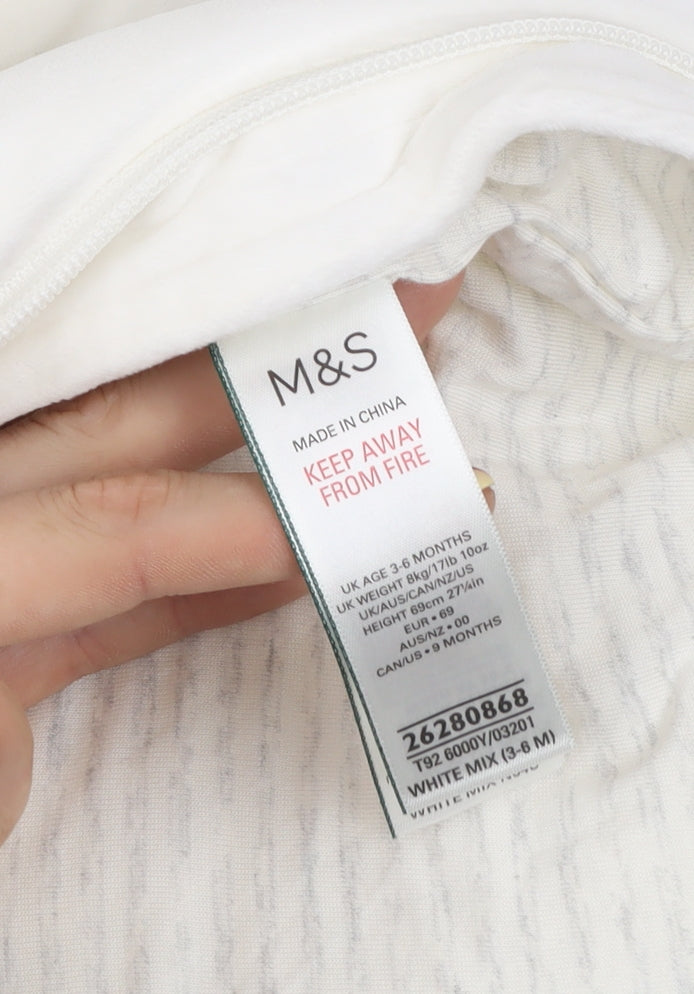 M&S
MADE IN CHINA
KEEP AWAY
FROM FIRE
UK AGE 3-6 MONTHS
UK WEIGHT 8kg/17lb 10oz
UK/AUS/CAN/NZ/US
HEIGHT 69cm 27¼in
EUR • 69
AUS/NZ • 00
CAN/US • 9 MONTHS
26280868
T92 6000Y/03201
WHITE MIX (3-6 M)
WHITE MIX